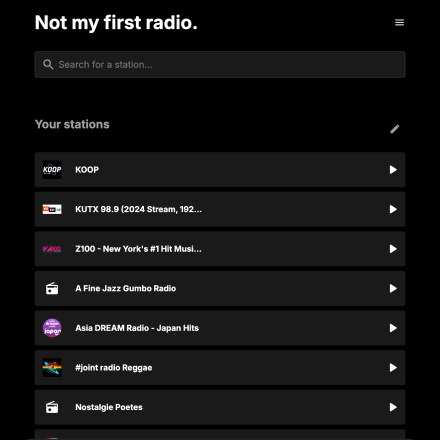 Not my first radio.
Search for a station...
Your stations
KOOP
KOOP
KUTX 98.9 (2024 Stream, 192...
Z100 - New York's #1 Hit Musi...
A Fine Jazz Gumbo Radio
Asia DREAM Radio - Japan Hits
#joint radio Reggae
Nostalgie Poetes